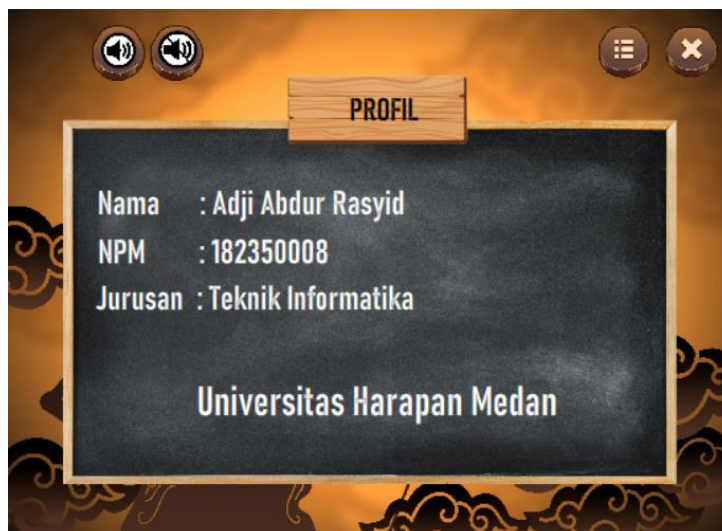 PROFIL
Nama : Adji Abdur Rasyid
NPM : 182350008
Jurusan : Teknik Informatika
Universitas Harapan Medan